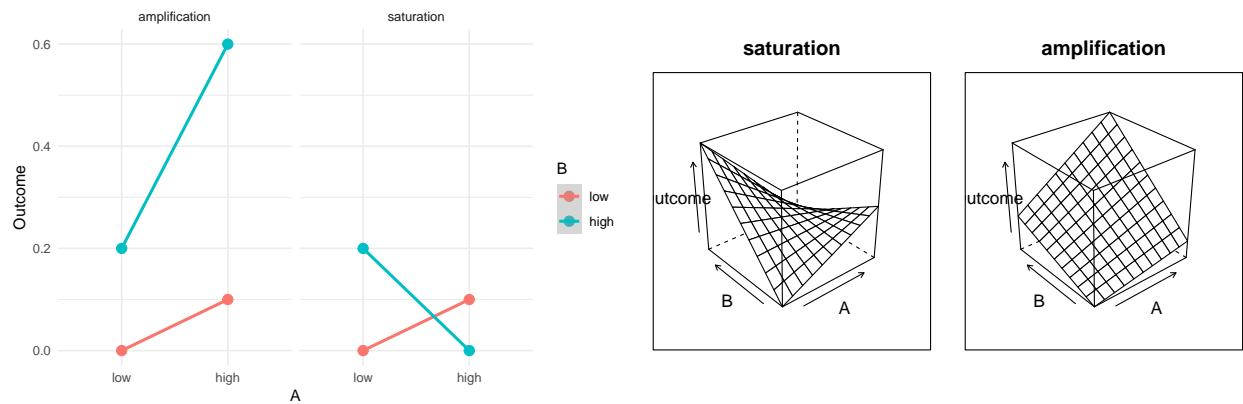 amplification
saturation
0.6
0.4
0.2
0.0
Outcome
low
high
low
high
A
B
low
high
saturation
utcome
B
A
amplification
utcome
B
A